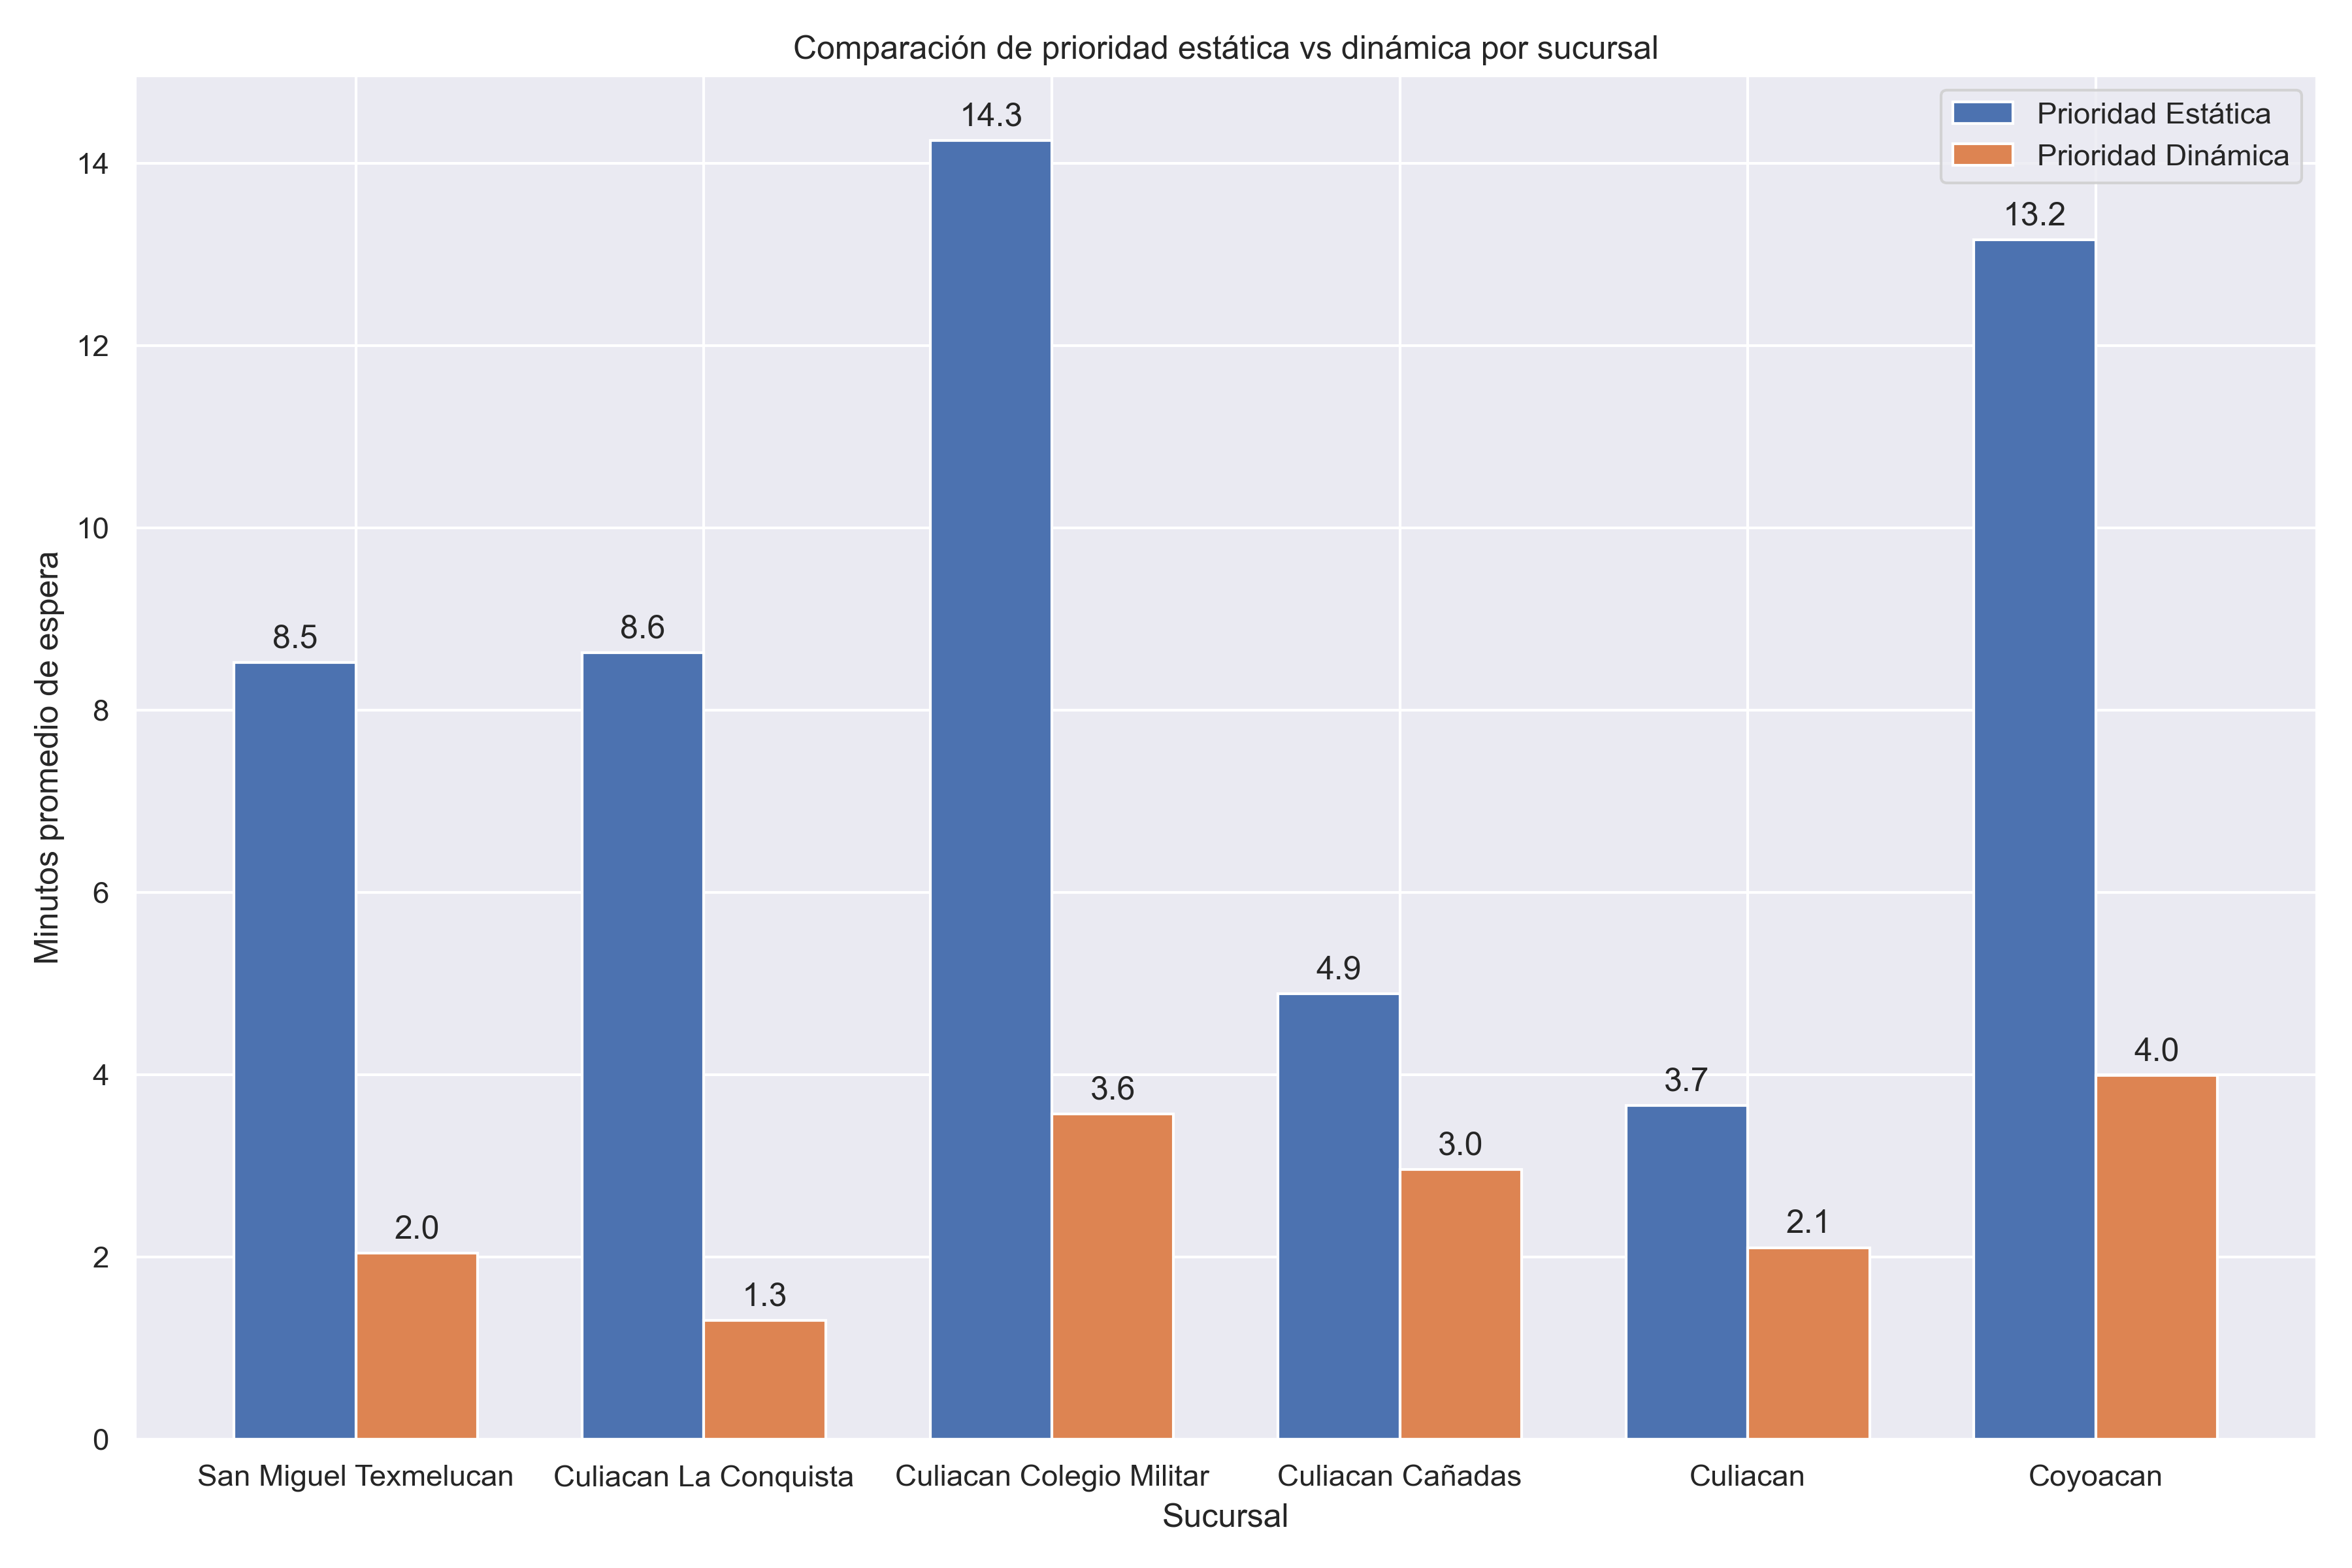 Comparación de prioridad estática vs dinámica por sucursal
Prioridad Estática
Prioridad Dinámica
Minutos promedio de espera
14
12
10
8
6
4
2
0
8.5
2.0
8.6
1.3
14.3
3.6
4.9
3.0
3.7
2.1
13.2
4.0
San Miguel Texmelucan
Culiacan La Conquista
Culiacan Colegio Militar
Culiacan Cañadas
Culiacan
Coyoacan
Sucursal